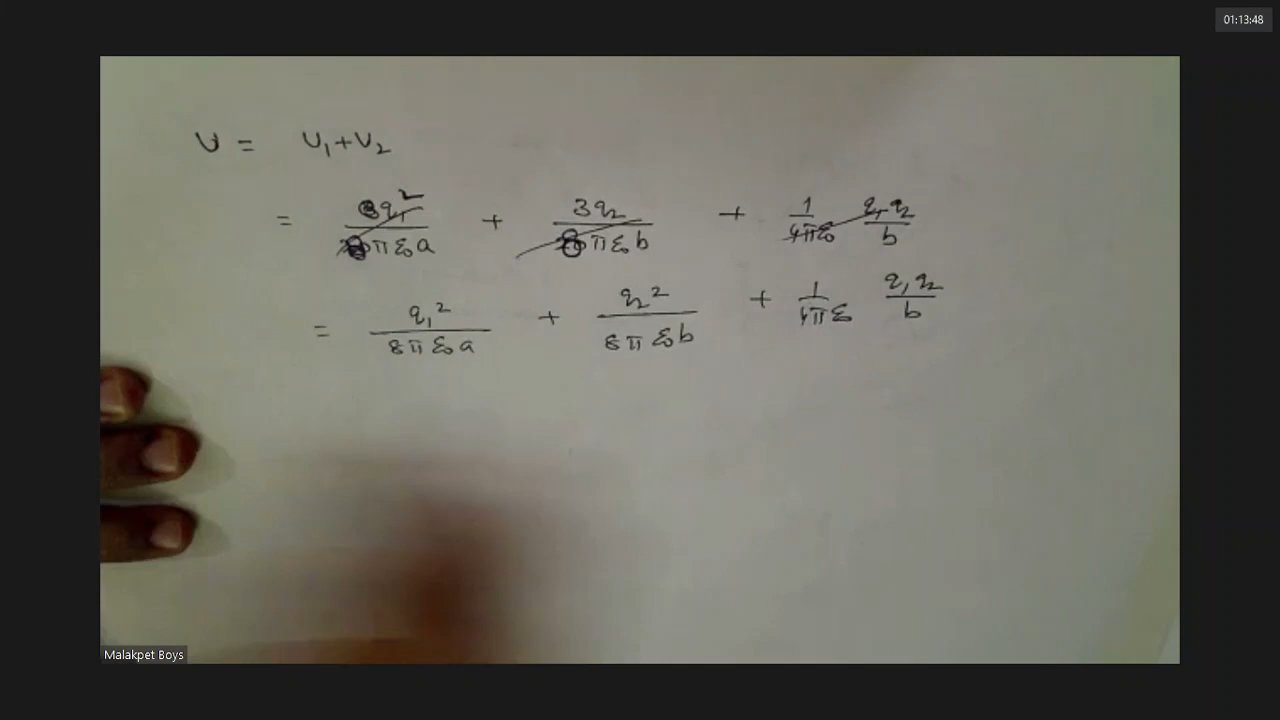 01:13:48
U = U₁+U₂
= 3q₁²/8πε₀a + 3q₂/8πε₀b + 1/4πε₀ q₁q₂/b
= q₁²/8πε₀a + q₂²/8πε₀b + 1/4πε₀ q₁q₂/b
Malakpet Boys